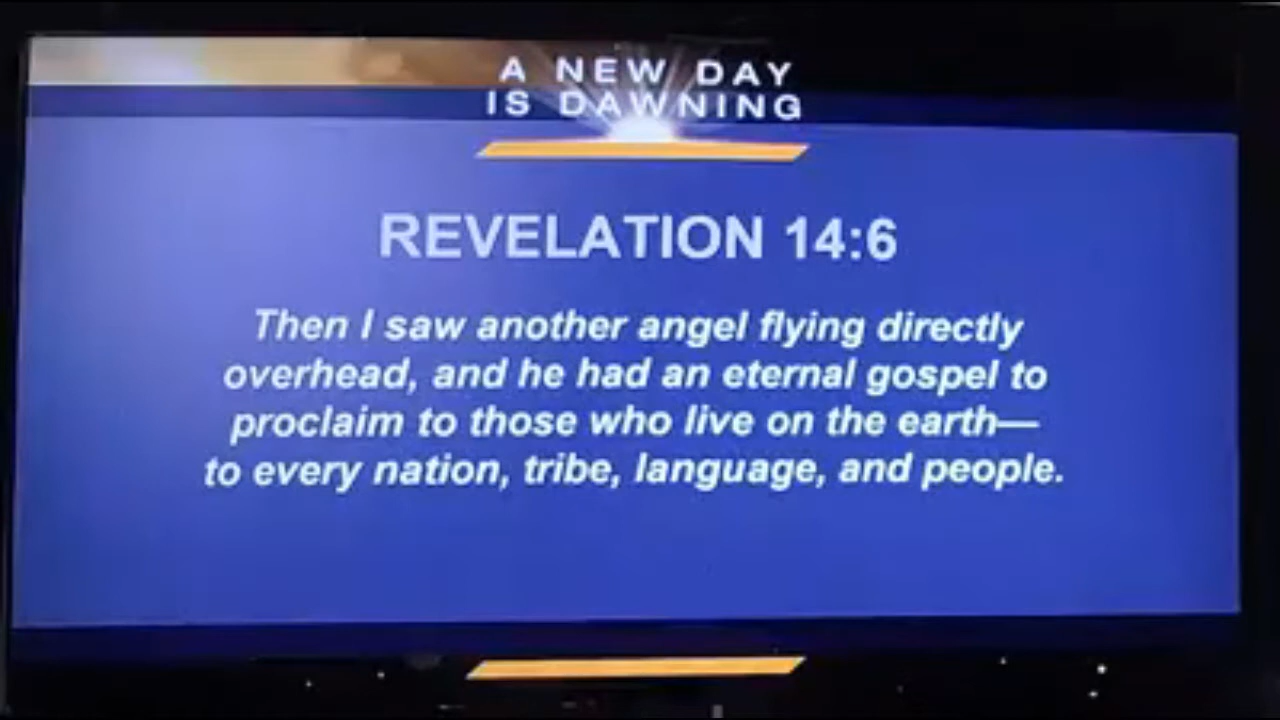 A NEW DAY
IS DAWNING
REVELATION 14:6
Then I saw another angel flying directly
overhead, and he had an eternal gospel to
proclaim to those who live on the earth—
to every nation, tribe, language, and people.